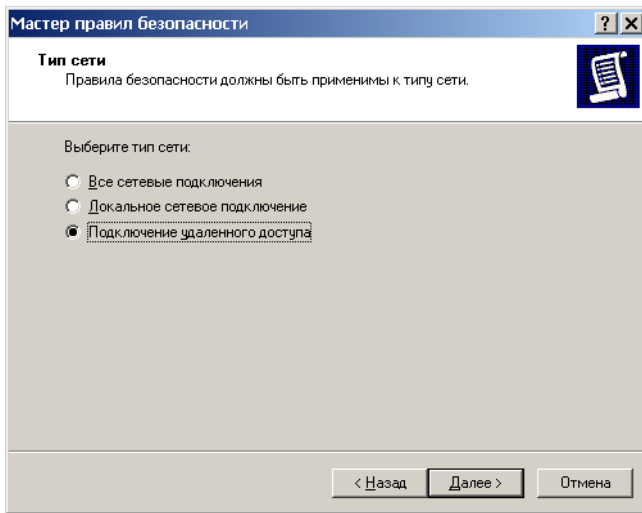 Мастер правил безопасности
Тип сети
Правила безопасности должны быть применимы к типу сети.
Выберите тип сети:
Все сетевые подключения
Локальное сетевое подключение
Подключение удаленного доступа
< Назад
Далее >
Отмена